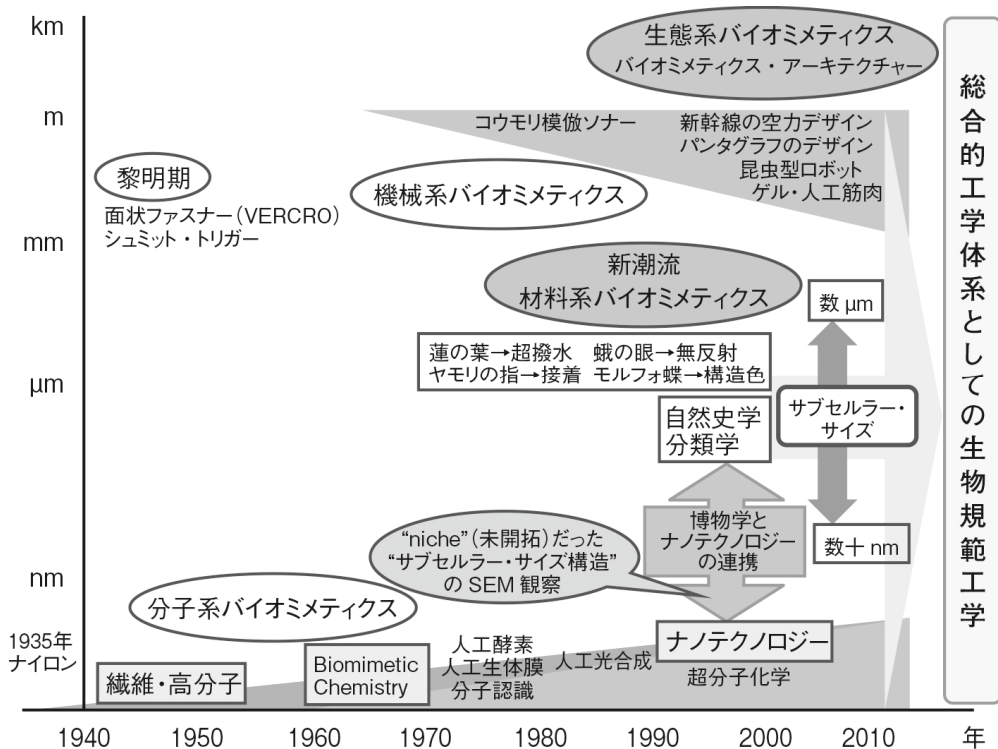 km
生態系バイオミメティクス
バイオミメティクス・アーキテクチャー
m
コウモリ模倣ソナー
新幹線の空力デザイン
パンタグラフのデザイン
昆虫型ロボット
ゲル・人工筋肉
黎明期
面状ファスナー(VERCRO)
シュミット・トリガー
機械系バイオミメティクス
mm
新潮流
材料系バイオミメティクス
数 µm
蓮の葉→超撥水 蛾の眼→無反射
ヤモリの指→接着 モルフォ蝶→構造色
µm
自然史学
分類学
サブセルラー・
サイズ
博物学と
ナノテクノロジー
の連携
数十 nm
"niche"(未開拓)だった
"サブセルラー・サイズ構造"
の SEM 観察
nm
分子系バイオミメティクス
1935年
ナイロン
繊維・高分子
Biomimetic
Chemistry
人工酵素
人工生体膜
分子認識
人工光合成
ナノテクノロジー
超分子化学
総合的工学体系としての生物規範工学
1940 1950 1960 1970 1980 1990 2000 2010 年